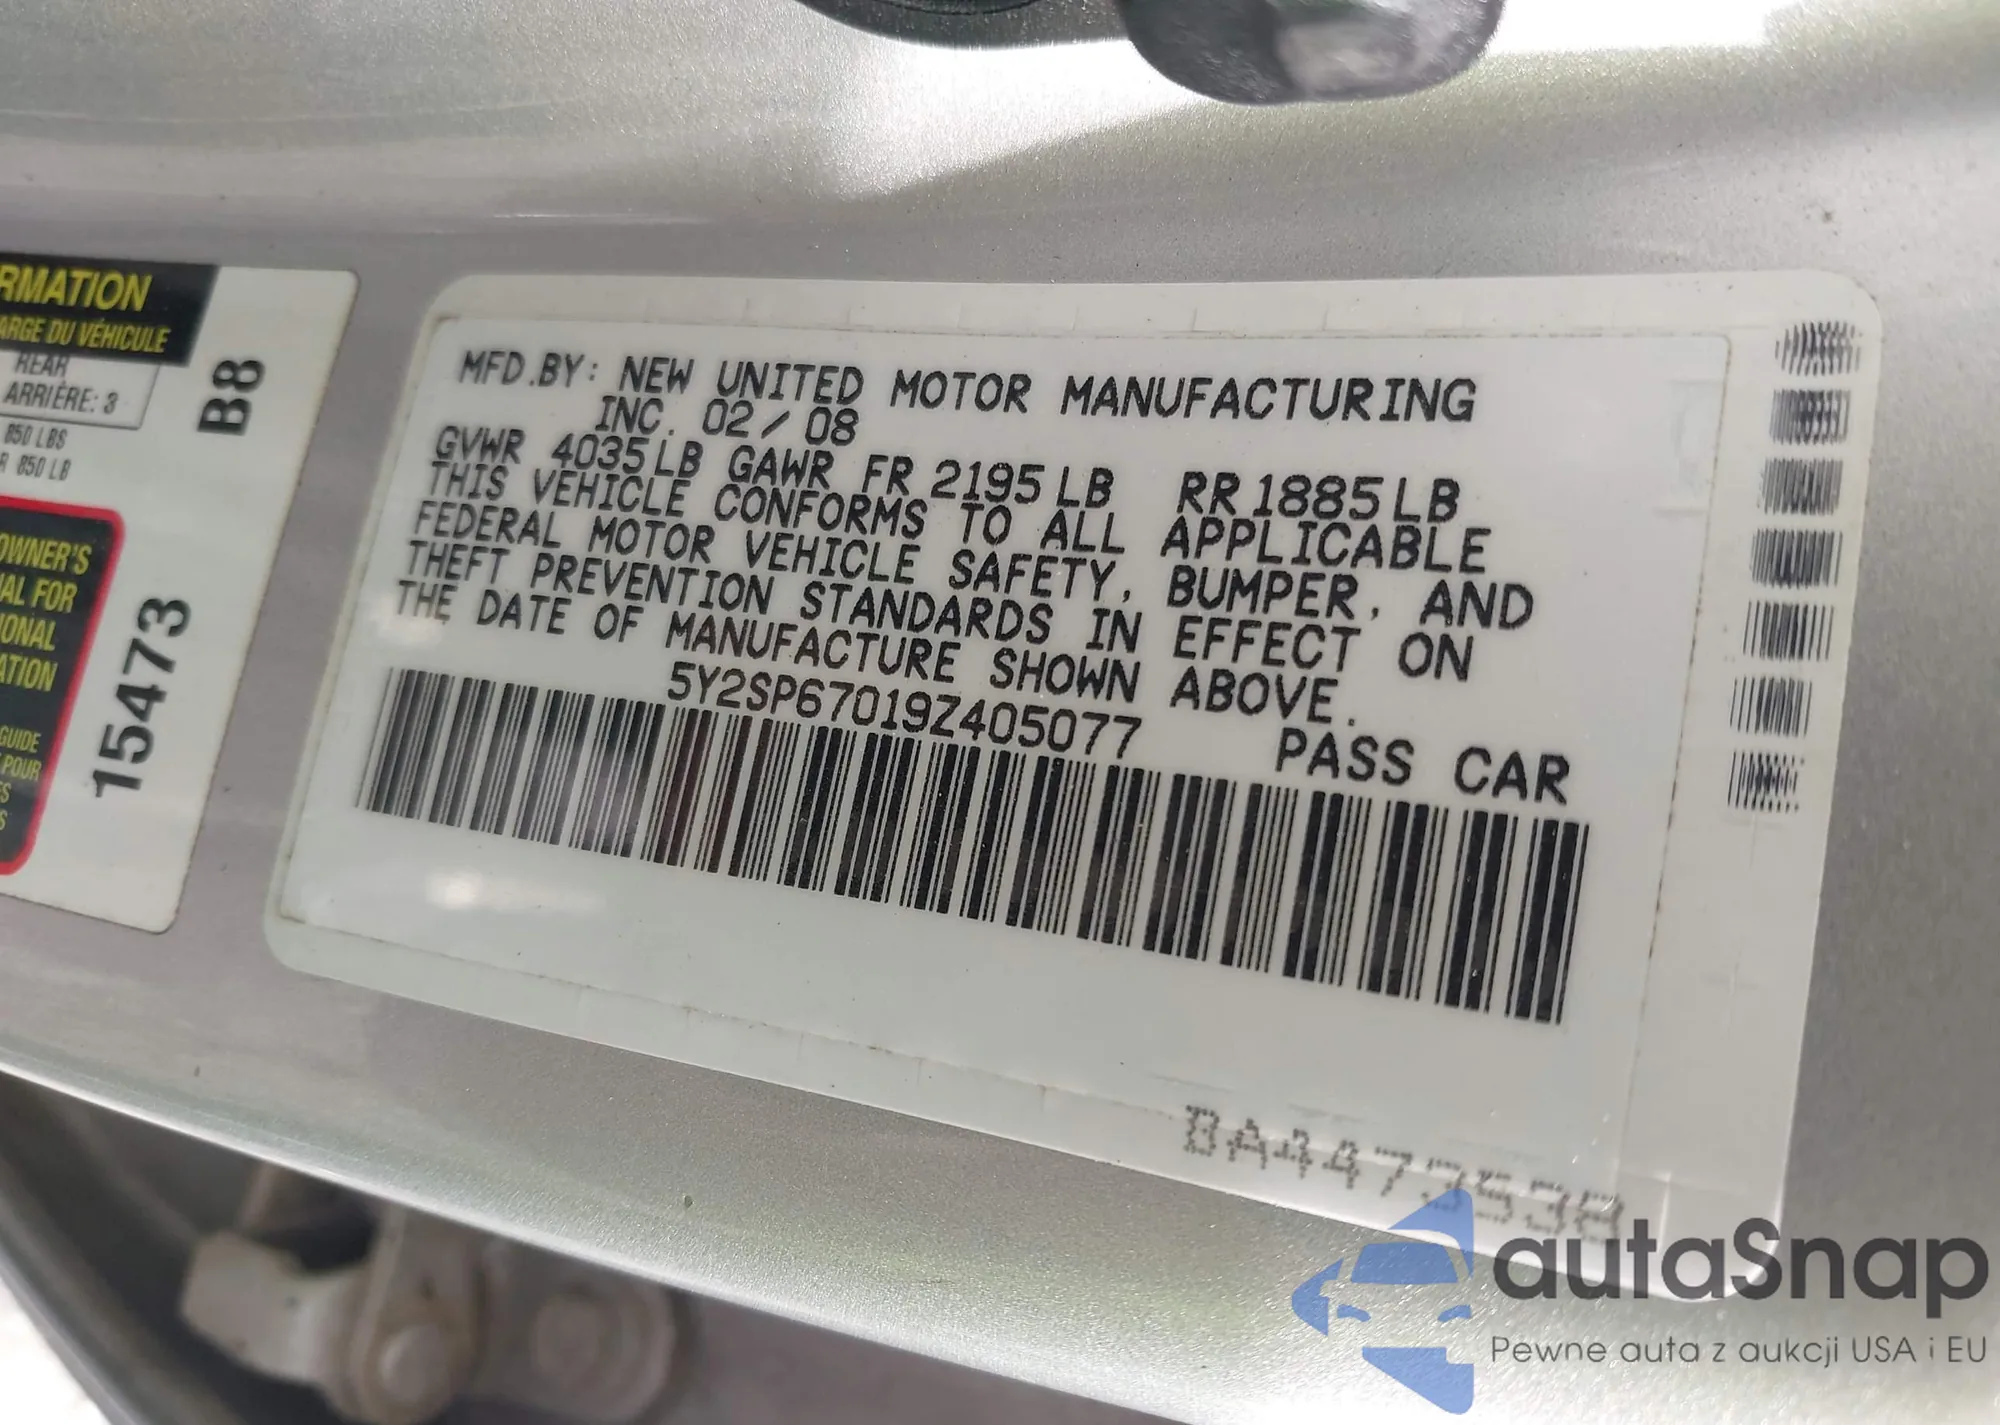 RMATION
ARGE DU VÉHICULE
REAR
ARRIÈRE: 3
850 LBS
R 850 LB
B8
OWNER'S
AL FOR
IONAL
ATION
GUIDE
POUR
ES
S
15473
MFD.BY: NEW UNITED MOTOR MANUFACTURING
INC. 02/08
GVWR 4035LB GAWR FR 2195LB RR1885LB
THIS VEHICLE CONFORMS TO ALL APPLICABLE
FEDERAL MOTOR VEHICLE SAFETY, BUMPER, AND
THEFT PREVENTION STANDARDS IN EFFECT ON
THE DATE OF MANUFACTURE SHOWN ABOVE.
5Y2SP67019Z405077
PASS CAR
autaSnap
Pewne auta z aukcji USA i EU